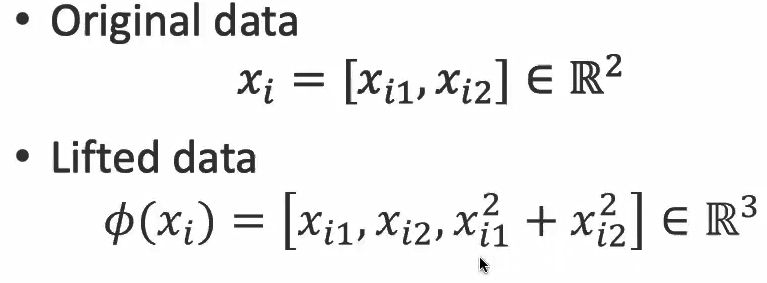 • Original data
xᵢ = [xᵢ₁, xᵢ₂] ∈ ℝ²
• Lifted data
ϕ(xᵢ) = [xᵢ₁, xᵢ₂, xᵢ₁² + xᵢ₂²] ∈ ℝ³